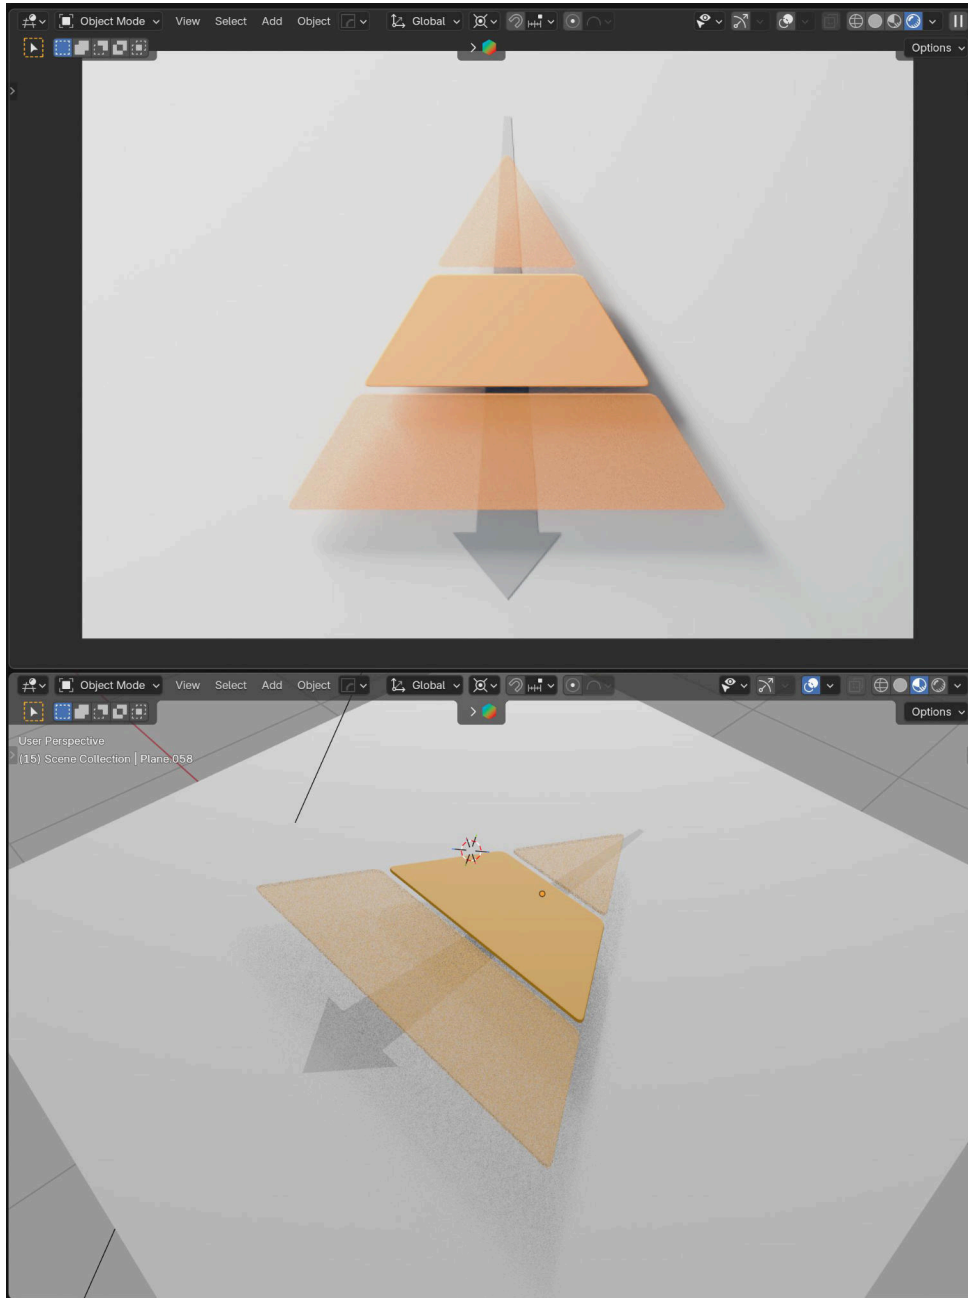 Object Mode View Select Add Object Global
Options
Object Mode View Select Add Object Global
Options
User Perspective
(15) Scene Collection | Plane.058